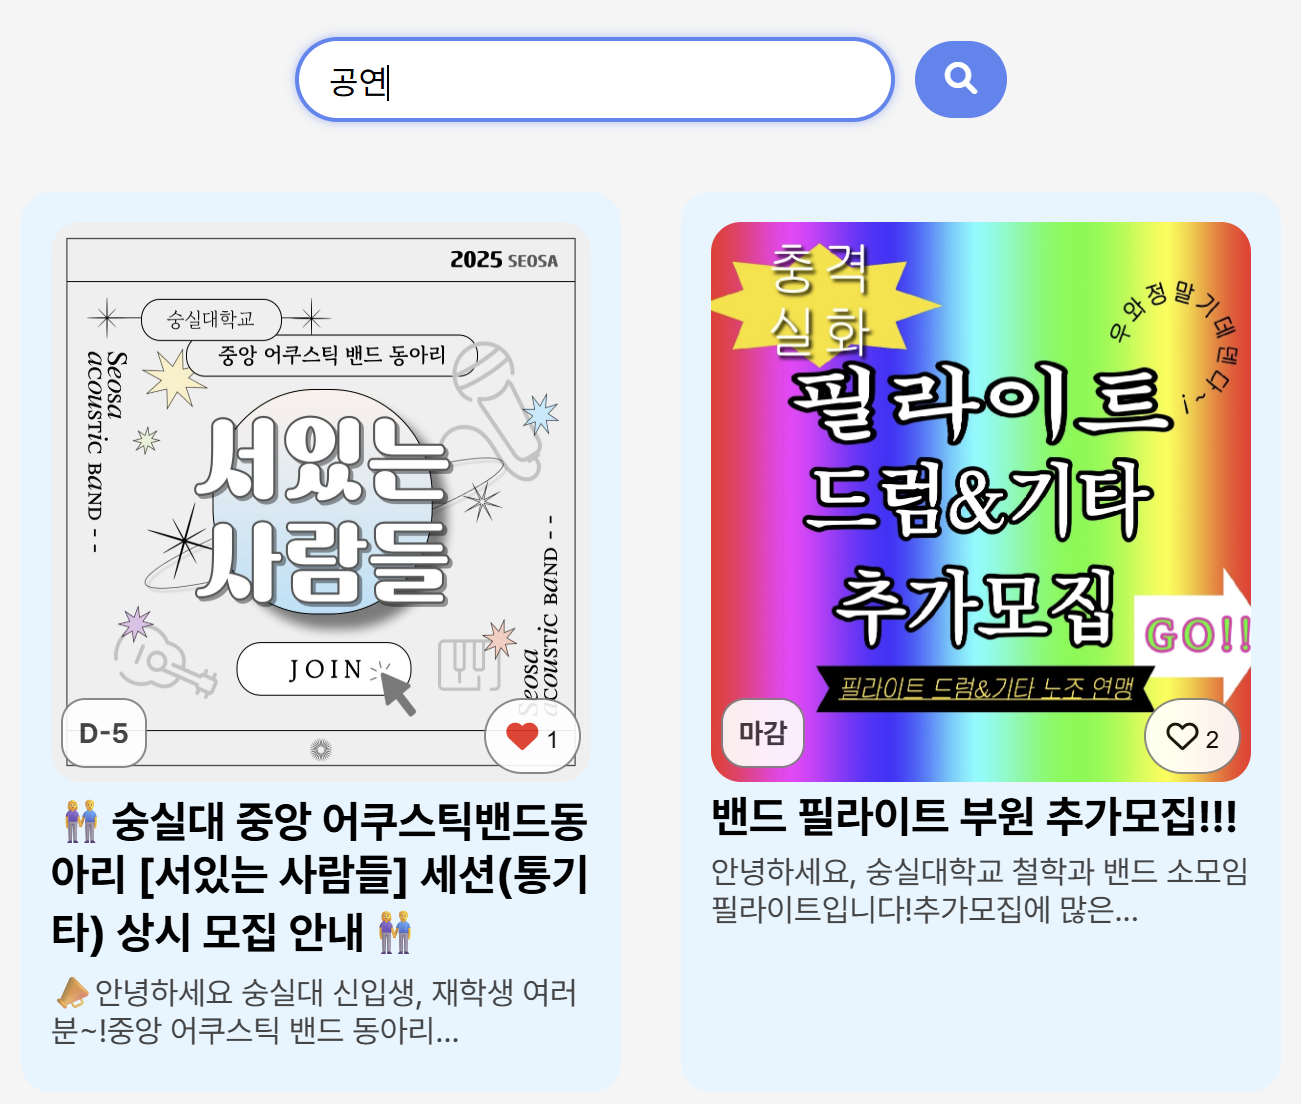 공연
2025 SEOSA
숭실대학교
중앙 어쿠스틱 밴드 동아리
Seosa
acoustic BAND - -
서있는
사람들
JOIN
Seosa
acoustic BAND - -
D-5
1
👫 숭실대 중앙 어쿠스틱밴드동
아리 [서있는 사람들] 세션(통기
타) 상시 모집 안내 👫
📣안녕하세요 숭실대 신입생, 재학생 여러
분~!중앙 어쿠스틱 밴드 동아리...
충격
실화
우와정말기데덴다~!
필라이트
드럼&기타
추가모집
GO!!
필라이트 드럼&기타 노조 연맹
마감
2
밴드 필라이트 부원 추가모집!!!
안녕하세요, 숭실대학교 철학과 밴드 소모임
필라이트입니다!추가모집에 많은...